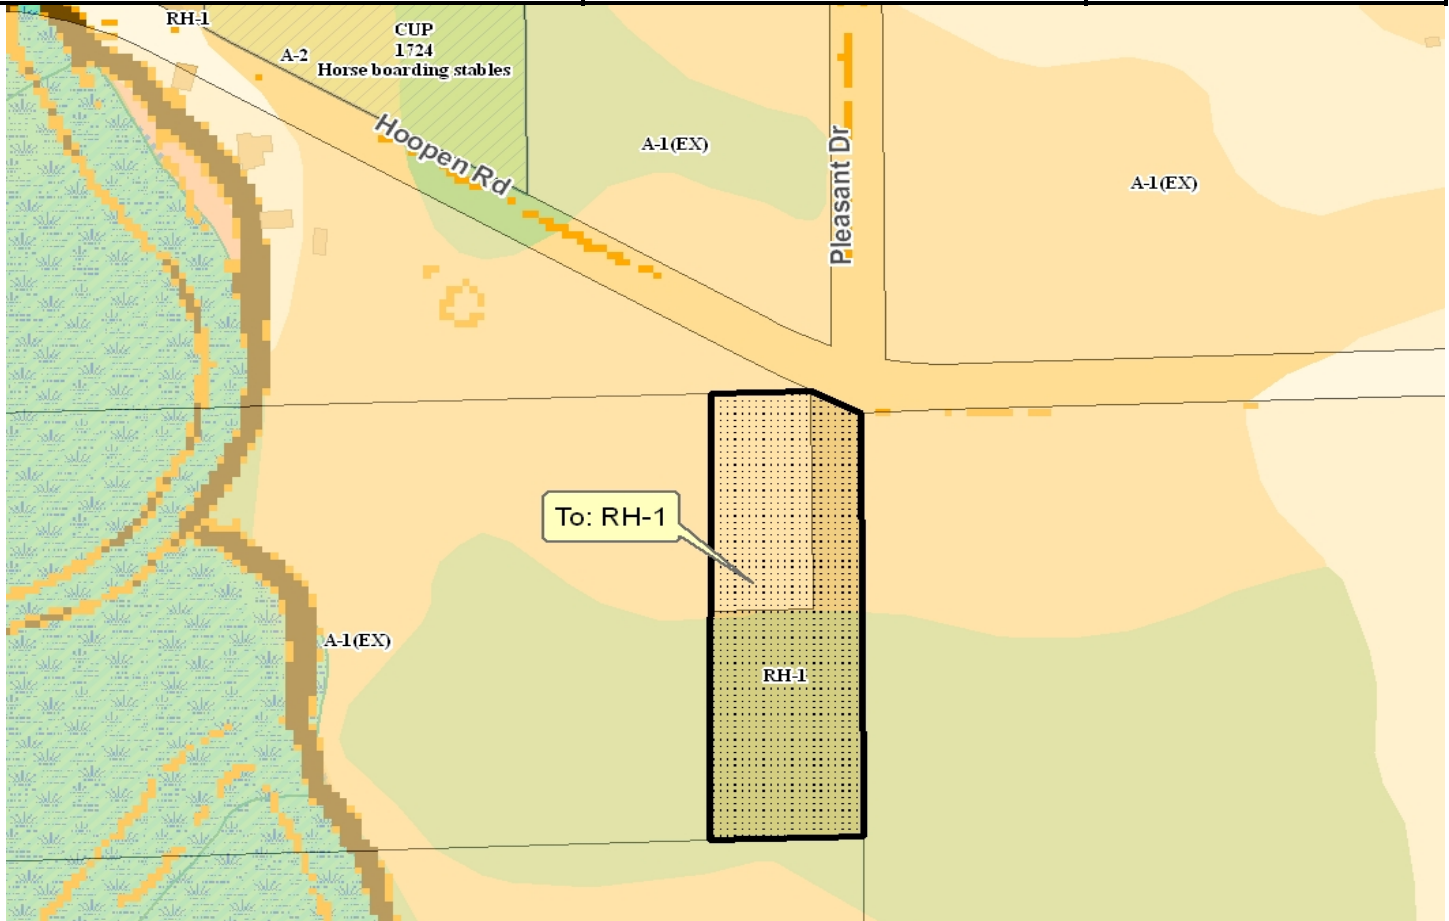 RH-1
CUP
1724
Horse boarding stables
A-2
Hoopen Rd
A-1(EX)
Pleasant Dr
A-1(EX)
To: RH-1
A-1(EX)
RH-1